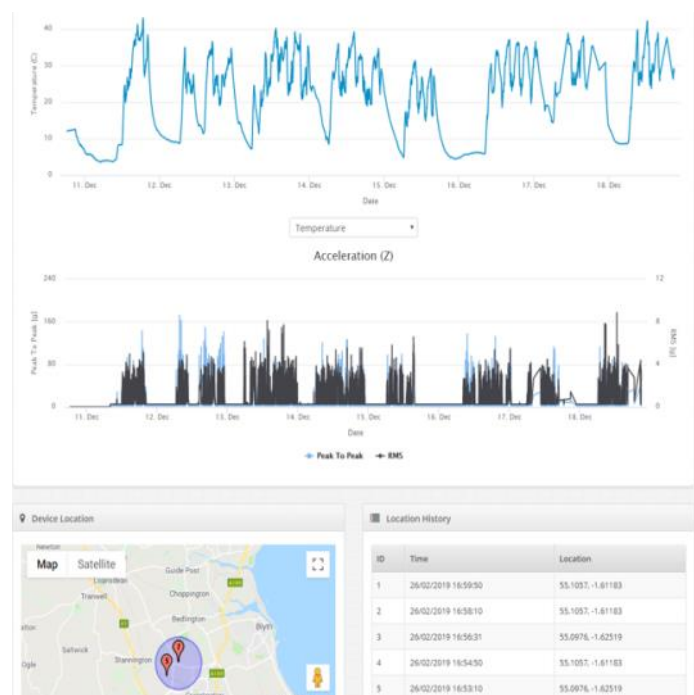 40
30
20
10
0
Temperature (C)
11. Dec 12. Dec 13. Dec 14. Dec 15. Dec 16. Dec 17. Dec 18. Dec
Date
Temperature
Acceleration (Z)
240 12
160 8
80 4
0 0
Peak To Peak [g]
RMS [g]
11. Dec 12. Dec 13. Dec 14. Dec 15. Dec 16. Dec 17. Dec 18. Dec
Date
Peak To Peak RMS
Device Location
Map Satellite
Guide Post
Choppington
Tranwell
Bedlington
Blyth
Saltwick
Stannington
Ogle
Location History
ID Time Location
1 26/02/2019 16:59:50 55.1057, -1.61183
2 26/02/2019 16:58:10 55.1057, -1.61183
3 26/02/2019 16:56:31 55.0976, -1.62519
4 26/02/2019 16:54:50 55.1057, -1.61183
5 26/02/2019 16:53:10 55.0976, -1.62519